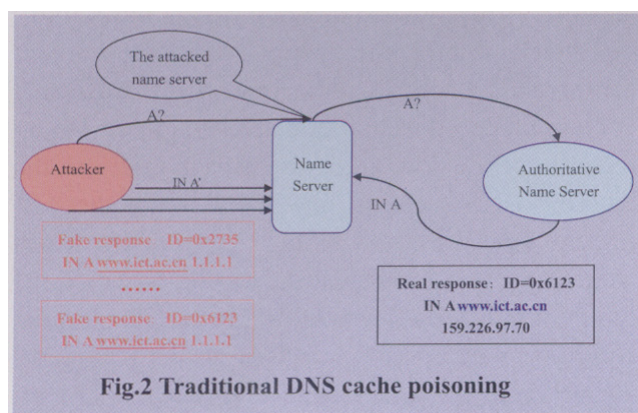 The attacked
name server
A?
A?
Attacker
Name
Server
Authoritative
Name Server
IN A'
IN A
Fake response: ID=0x2735
IN A www.ict.ac.cn 1.1.1.1
······
Fake response: ID=0x6123
IN A www.ict.ac.cn 1.1.1.1
Real response: ID=0x6123
IN A www.ict.ac.cn
159.226.97.70
Fig.2 Traditional DNS cache poisoning